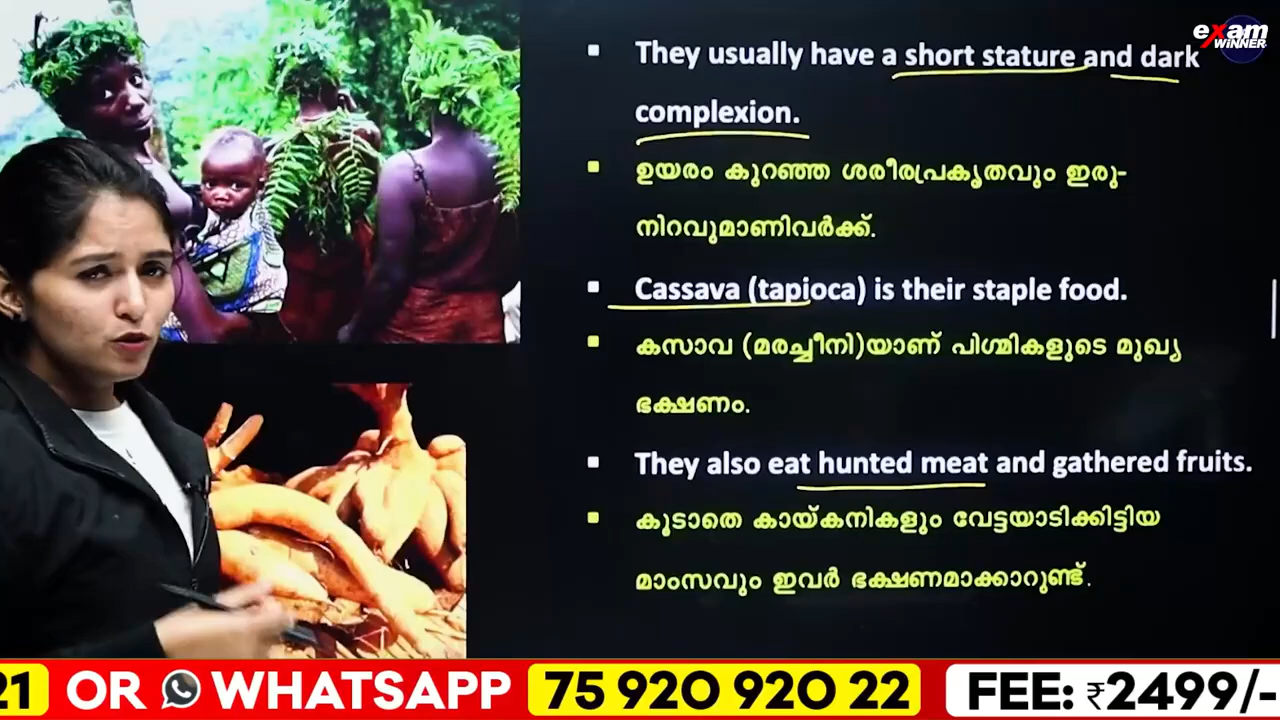 exam
WINNER
They usually have a short stature and dark
complexion.
ഉയരം കുറഞ്ഞ ശരീരപ്രകൃതവും ഇരു-
നിറവുമാണിവർക്ക്.
Cassava (tapioca) is their staple food.
കസാവ (മരച്ചീനി)യാണ് പിഗ്മികളുടെ മുഖ്യ
ഭക്ഷണം.
They also eat hunted meat and gathered fruits.
കൂടാതെ കായ്കനികളും വേട്ടയാടിക്കിട്ടിയ
മാംസവും ഇവർ ഭക്ഷണമാക്കാറുണ്ട്.
21 OR WHATSAPP 75 920 920 22 FEE: ₹2499/-